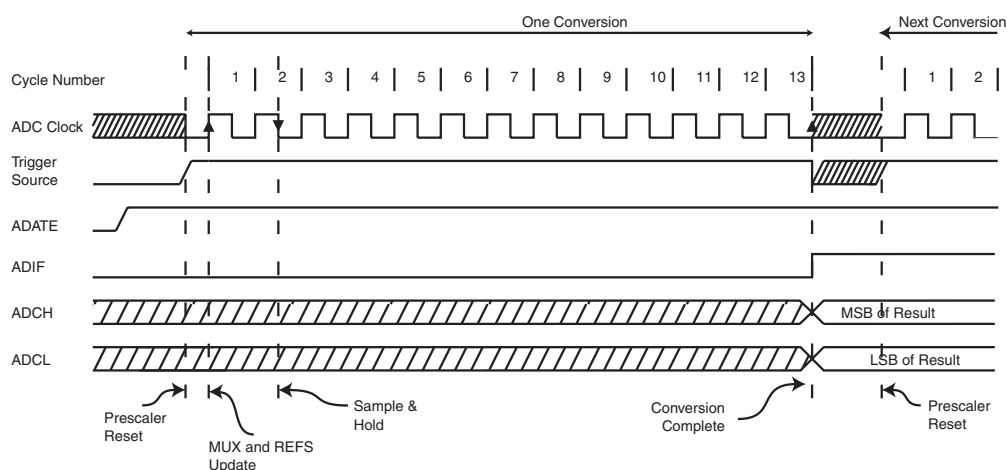 One Conversion
Next Conversion
Cycle Number 1 2 3 4 5 6 7 8 9 10 11 12 13 1 2
ADC Clock
Trigger
Source
ADATE
ADIF
ADCH MSB of Result
ADCL LSB of Result
Prescaler
Reset
MUX and REFS
Update
Sample &
Hold
Conversion
Complete
Prescaler
Reset